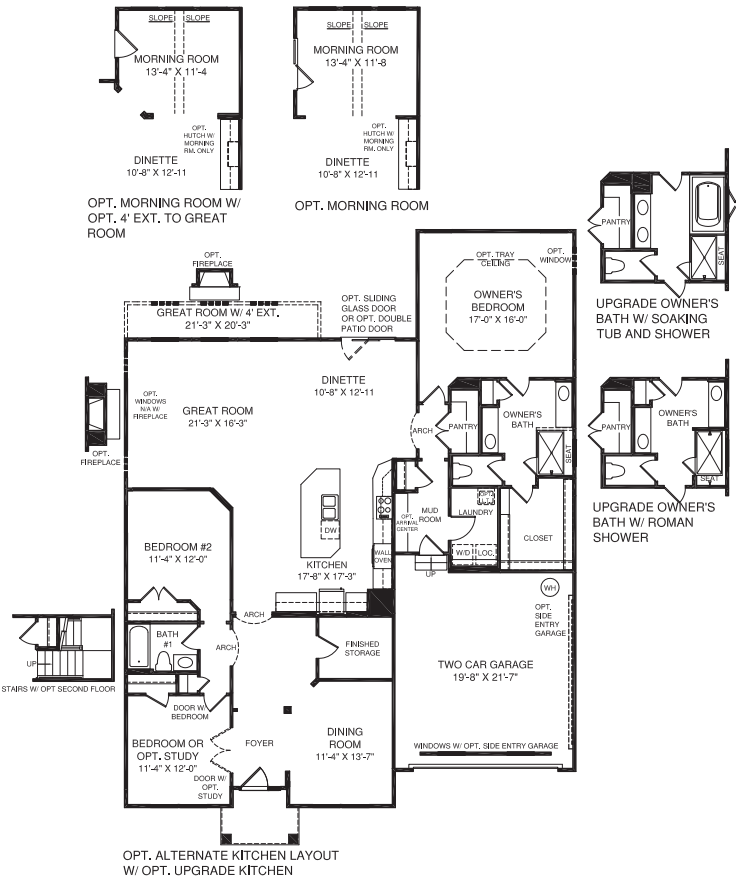 SLOPE SLOPE
MORNING ROOM
13'-4" X 11'-4
OPT.
HUTCH W/
MORNING
RM. ONLY
DINETTE
10'-8" X 12'-11
OPT. MORNING ROOM W/
OPT. 4' EXT. TO GREAT
ROOM
SLOPE SLOPE
MORNING ROOM
13'-4" X 11'-8
OPT.
HUTCH W/
MORNING
RM. ONLY
DINETTE
10'-8" X 12'-11
OPT. MORNING ROOM
PANTRY
SEAT
UPGRADE OWNER'S
BATH W/ SOAKING
TUB AND SHOWER
OWNER'S
BATH
PANTRY
SEAT
UPGRADE OWNER'S
BATH W/ ROMAN
SHOWER
OPT.
FIREPLACE
GREAT ROOM W/ 4' EXT.
21'-3" X 20'-3"
OPT. SLIDING
GLASS DOOR
OR OPT. DOUBLE
PATIO DOOR
OPT. TRAY
CEILING
OPT.
WINDOW
OWNER'S
BEDROOM
17'-0" X 16'-0"
DINETTE
10'-8" X 12'-11
OPT.
WINDOWS
N/A W/
FIREPLACE
GREAT ROOM
21'-3" X 16'-3"
OPT.
FIREPLACE
ARCH
PANTRY
OWNER'S
BATH
SEAT
OPT.
ARRIVAL
CENTER
MUD
ROOM
OPT.
L.T.
LAUNDRY
W/D LOC.
CLOSET
DW
WALL
OVEN
KITCHEN
17'-8" X 17'-3"
UP
BEDROOM #2
11'-4" X 12'-0"
ARCH
BATH
#1
ARCH
FINISHED
STORAGE
WH
OPT.
SIDE
ENTRY
GARAGE
TWO CAR GARAGE
19'-8" X 21'-7"
WINDOWS W/ OPT. SIDE ENTRY GARAGE
UP
STAIRS W/ OPT SECOND FLOOR
DOOR W/
BEDROOM
BEDROOM OR
OPT. STUDY
11'-4" X 12'-0"
DOOR W/
OPT.
STUDY
FOYER
DINING
ROOM
11'-4" X 13'-7"
OPT. ALTERNATE KITCHEN LAYOUT
W/ OPT. UPGRADE KITCHEN